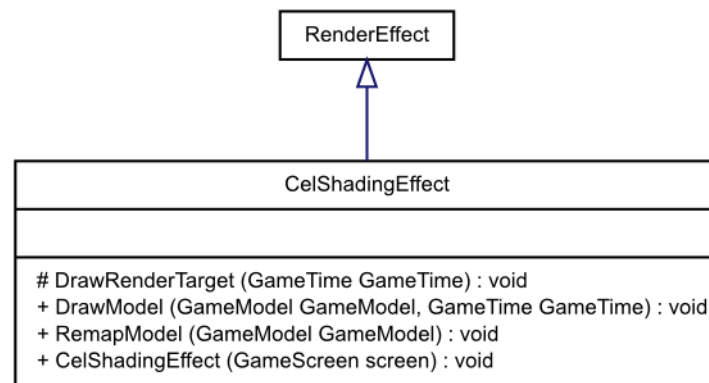 RenderEffect
CelShadingEffect
# DrawRenderTarget (GameTime GameTime) : void
+ DrawModel (GameModel GameModel, GameTime GameTime) : void
+ RemapModel (GameModel GameModel) : void
+ CelShadingEffect (GameScreen screen) : void